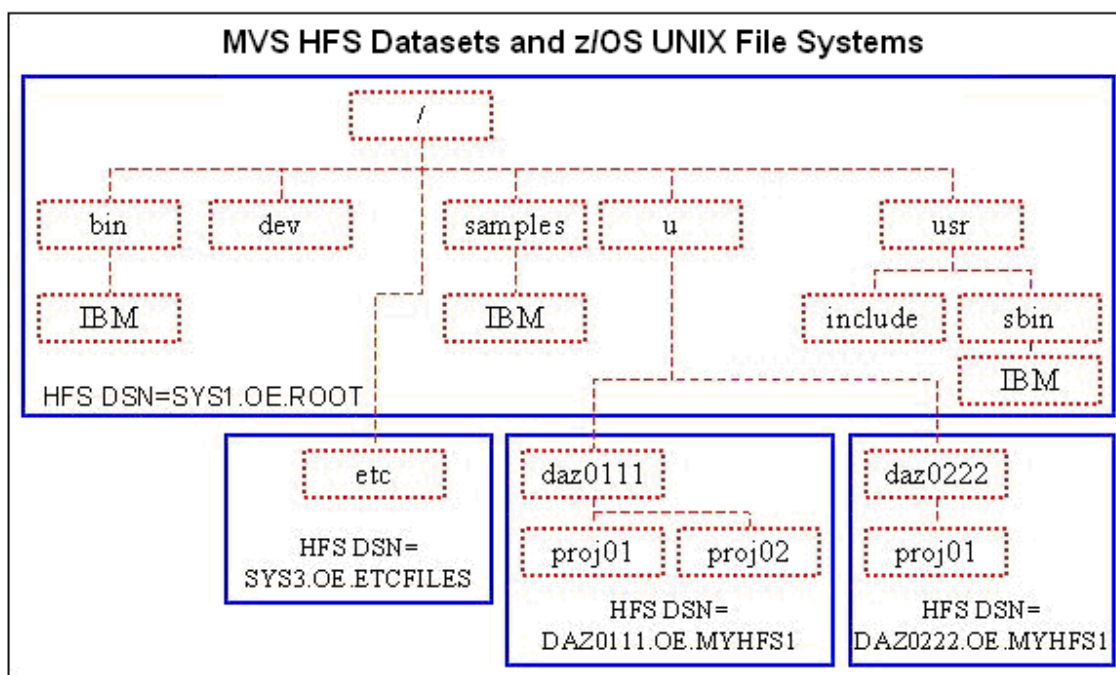 MVS HFS Datasets and z/OS UNIX File Systems
/
bin dev samples u usr
IBM IBM include sbin
IBM
HFS DSN=SYS1.OE.ROOT
etc daz0111 daz0222
proj01 proj02 proj01
HFS DSN=
SYS3.OE.ETCFILES
HFS DSN=
DAZ0111.OE.MYHFS1
HFS DSN=
DAZ0222.OE.MYHFS1